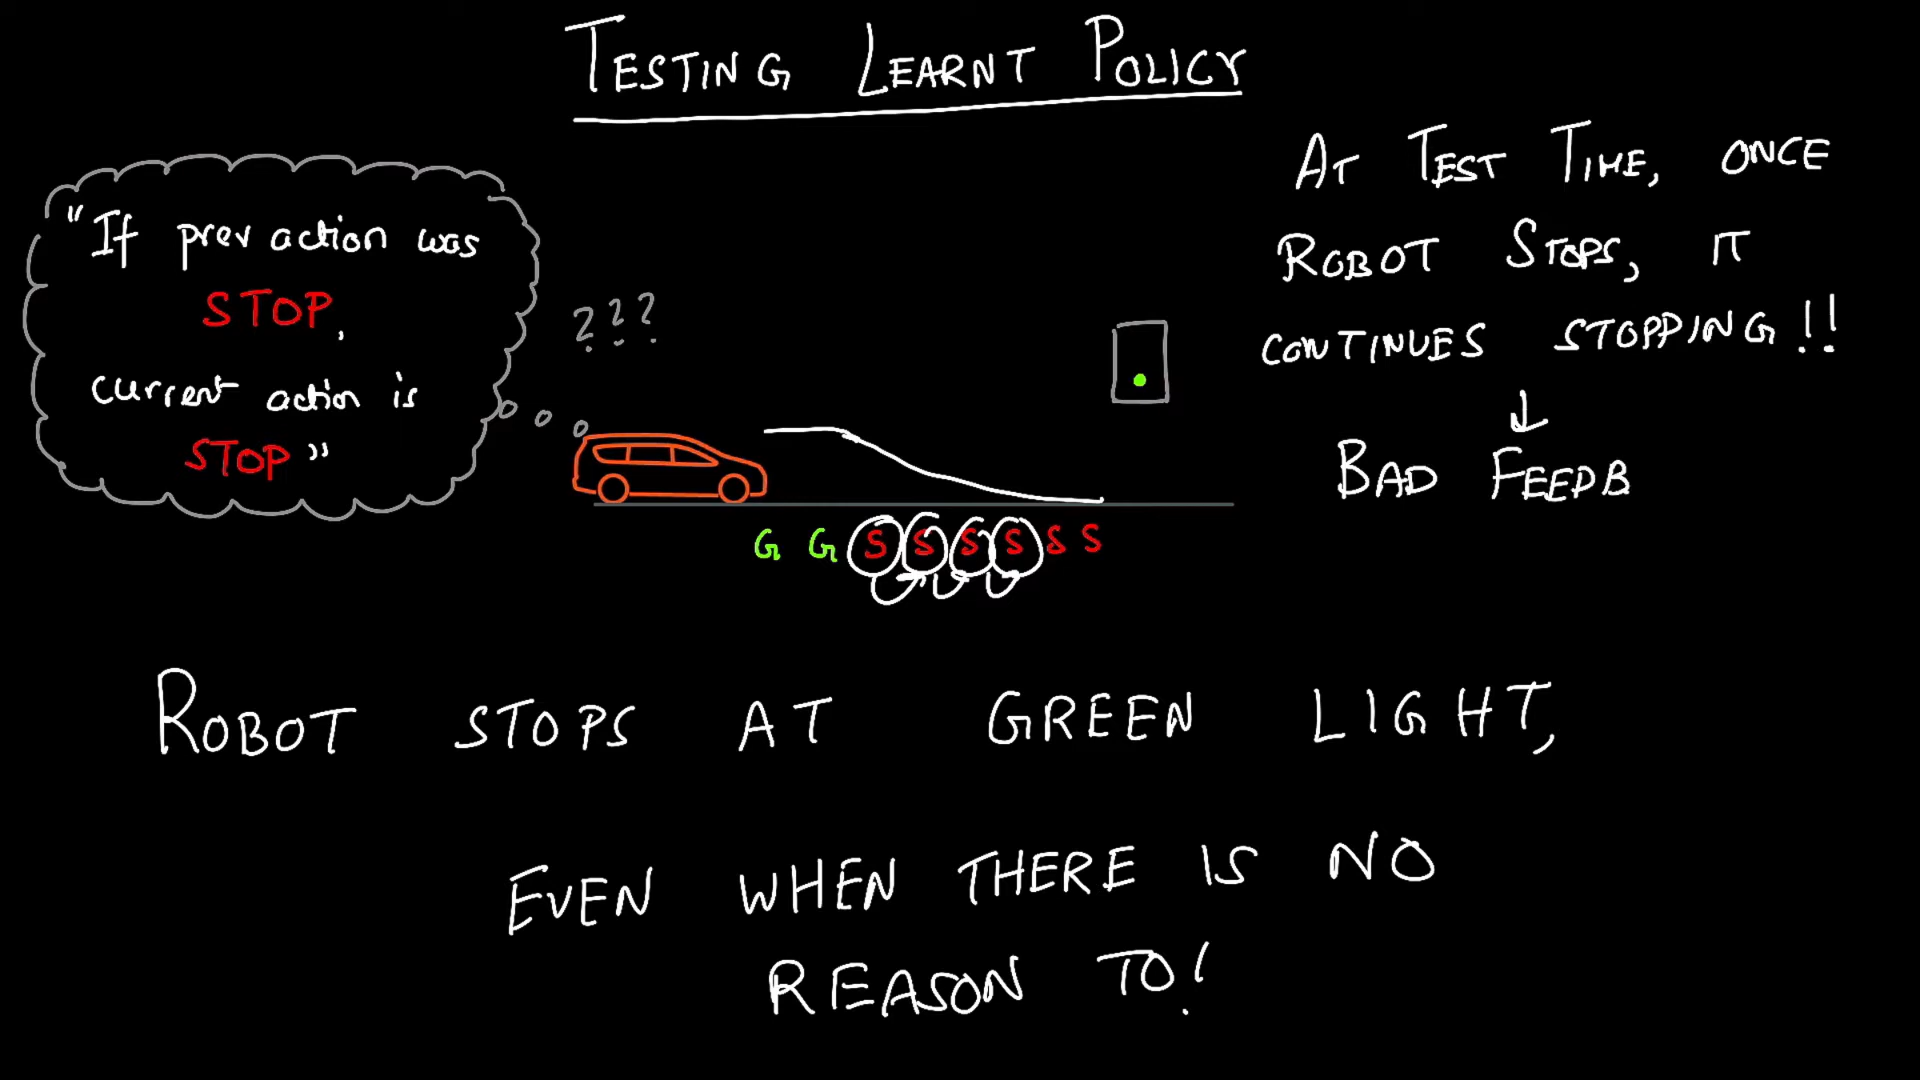 TESTING LEARNT POLICY
"If prev action was
STOP,
current action is
STOP"
???
G G S S S S S S
AT TEST TIME, ONCE
ROBOT STOPS, IT
CONTINUES STOPPING!!
BAD FEEDB
ROBOT STOPS AT GREEN LIGHT,
EVEN WHEN THERE IS NO
REASON TO!